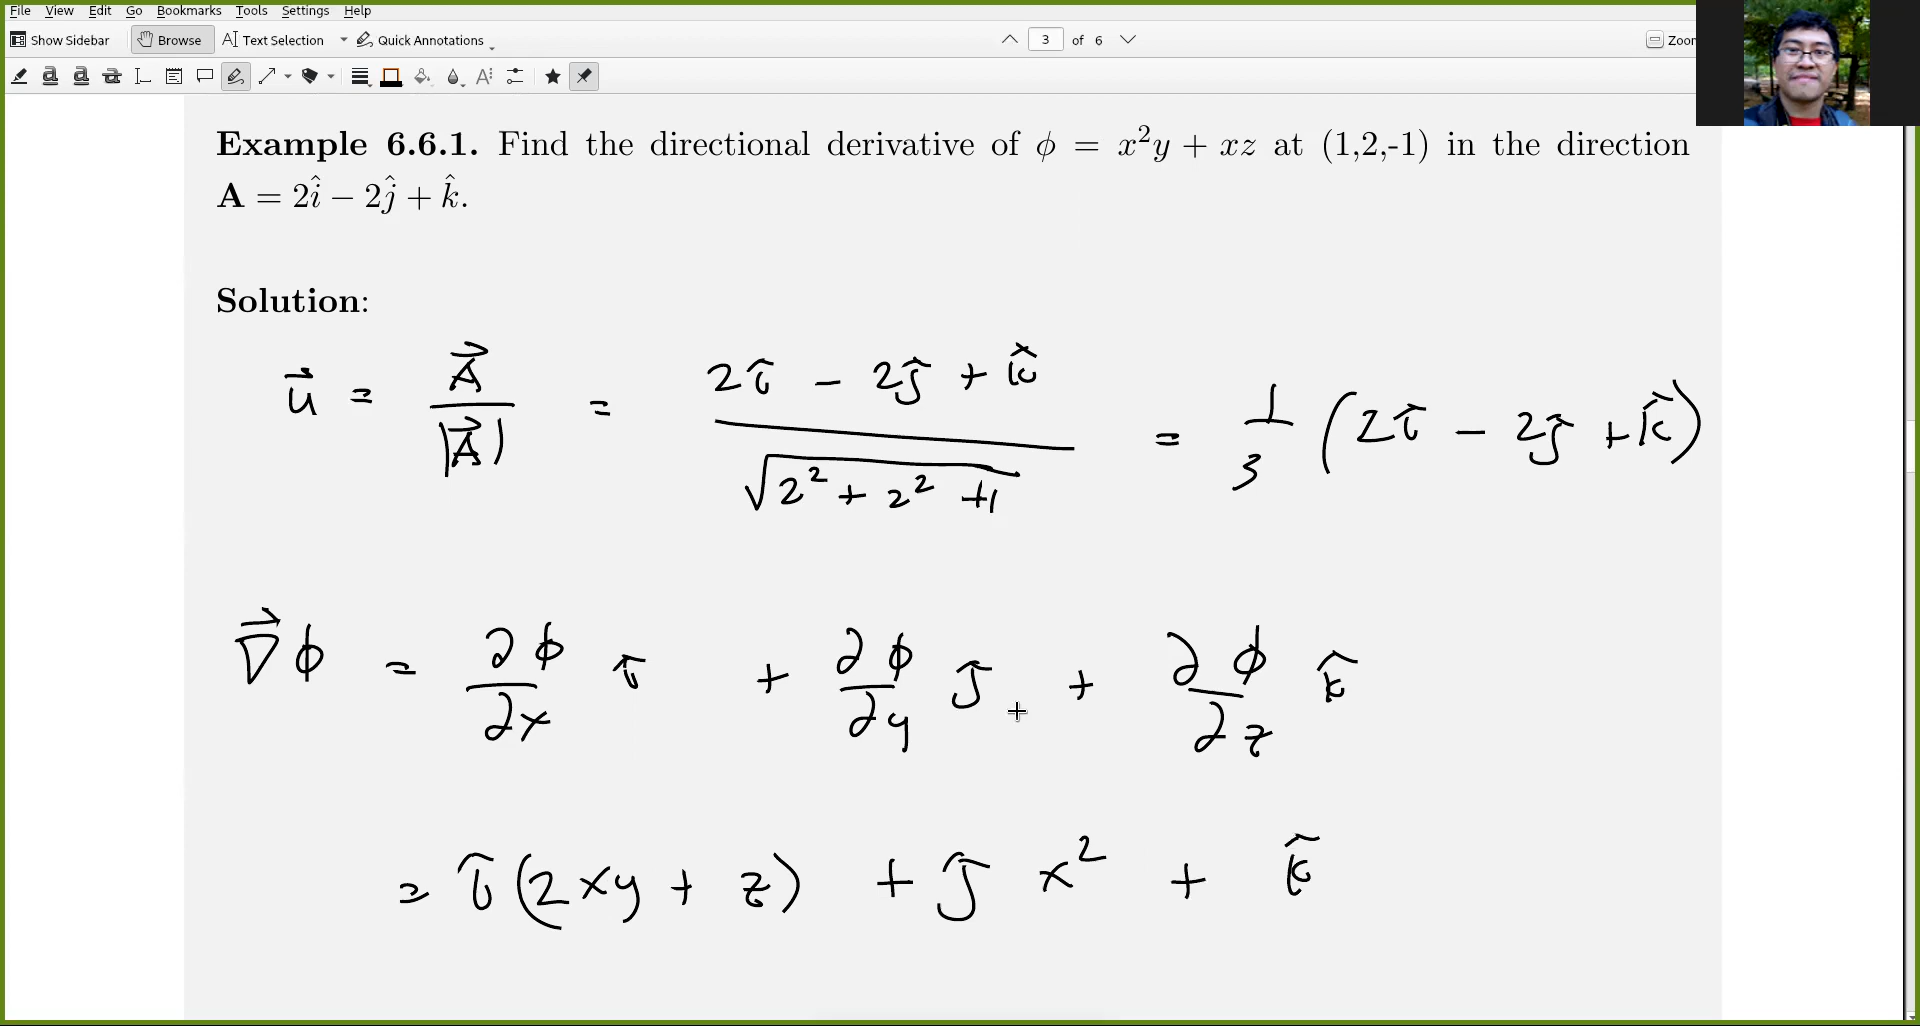 File View Edit Go Bookmarks Tools Settings Help
Show Sidebar Browse Text Selection Quick Annotations 3 of 6 Zoo
Example 6.6.1. Find the directional derivative of ϕ = x²y + xz at (1,2,-1) in the direction
A = 2î − 2ĵ + k̂.
Solution:
u⃗ = A⃗ / |A⃗| = (2î − 2ĵ + k̂) / √(2² + 2² + 1) = 1/3 (2î − 2ĵ + k̂)
∇⃗ϕ = ∂ϕ/∂x î + ∂ϕ/∂y ĵ + ∂ϕ/∂z k̂
= î(2xy + z) + ĵ x² + k̂